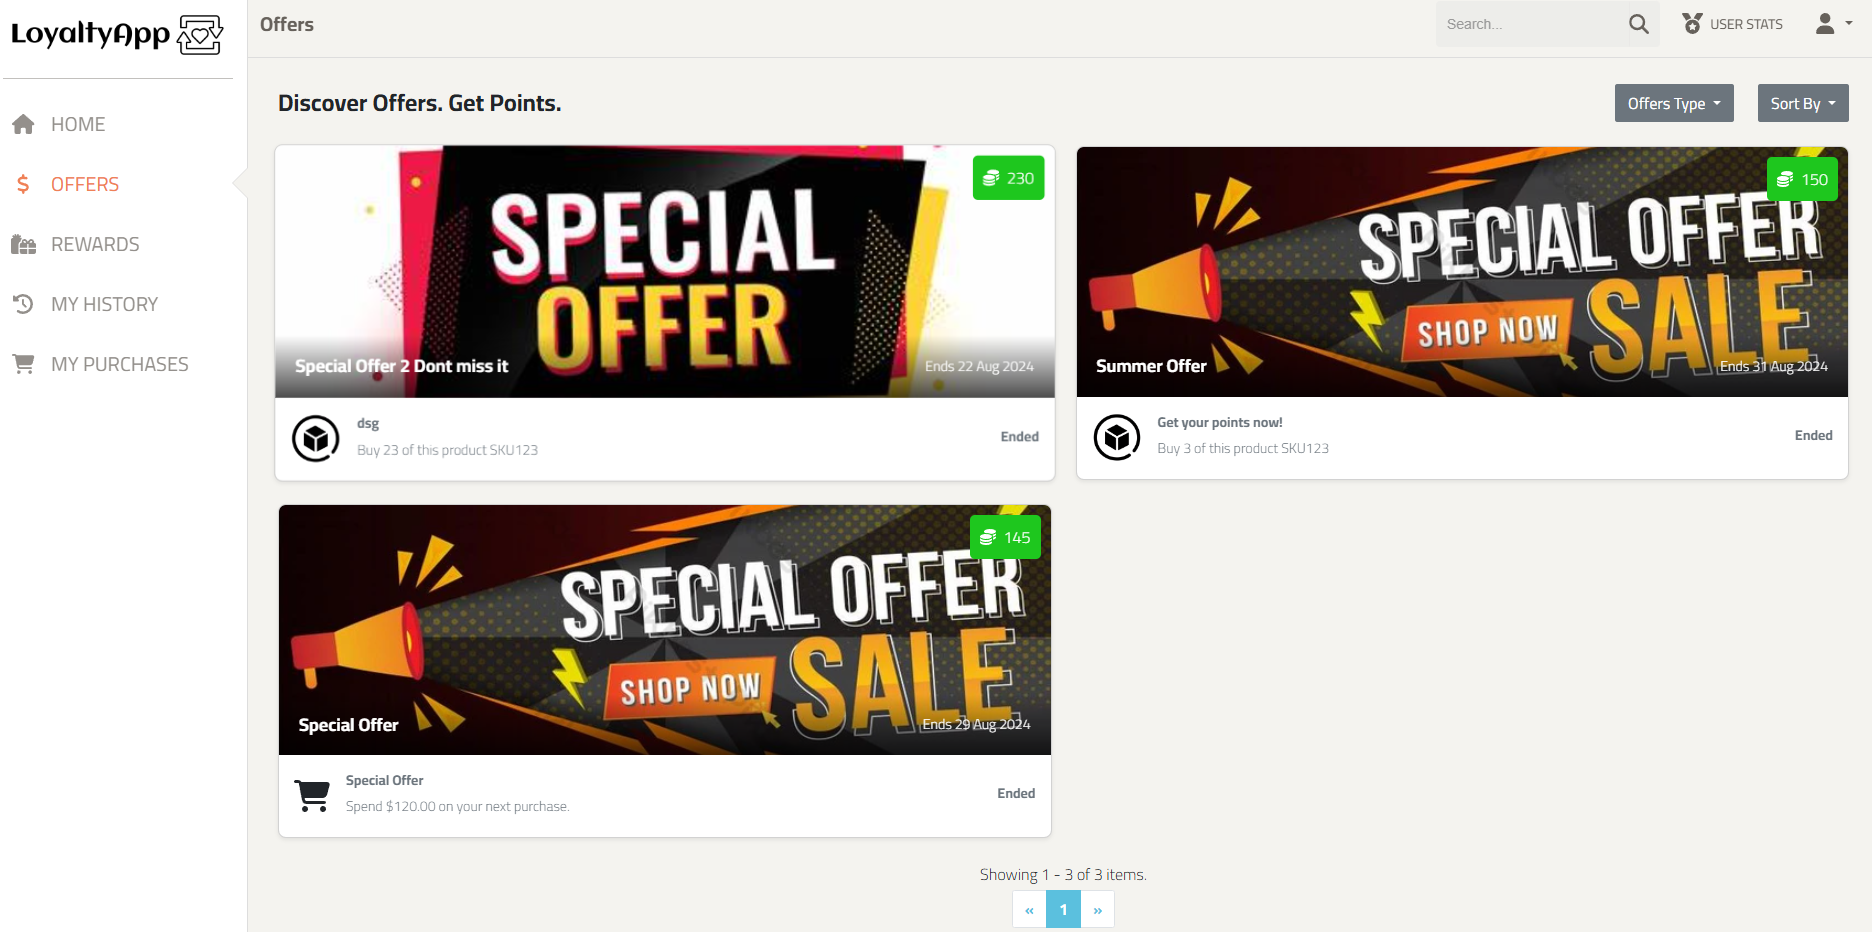 LoyaltyApp
Offers
Search...
USER STATS
HOME
OFFERS
REWARDS
MY HISTORY
MY PURCHASES
Discover Offers. Get Points.
Offers Type
Sort By
230
SPECIAL
OFFER
Special Offer 2 Dont miss it
Ends 22 Aug 2024
dsg
Buy 23 of this product SKU123
Ended
150
SPECIAL OFFER
SHOP NOW
SALE
Summer Offer
Ends 31 Aug 2024
Get your points now!
Buy 3 of this product SKU123
Ended
145
SPECIAL OFFER
SHOP NOW
SALE
Special Offer
Ends 29 Aug 2024
Special Offer
Spend $120.00 on your next purchase.
Ended
Showing 1 - 3 of 3 items.
« 1 »